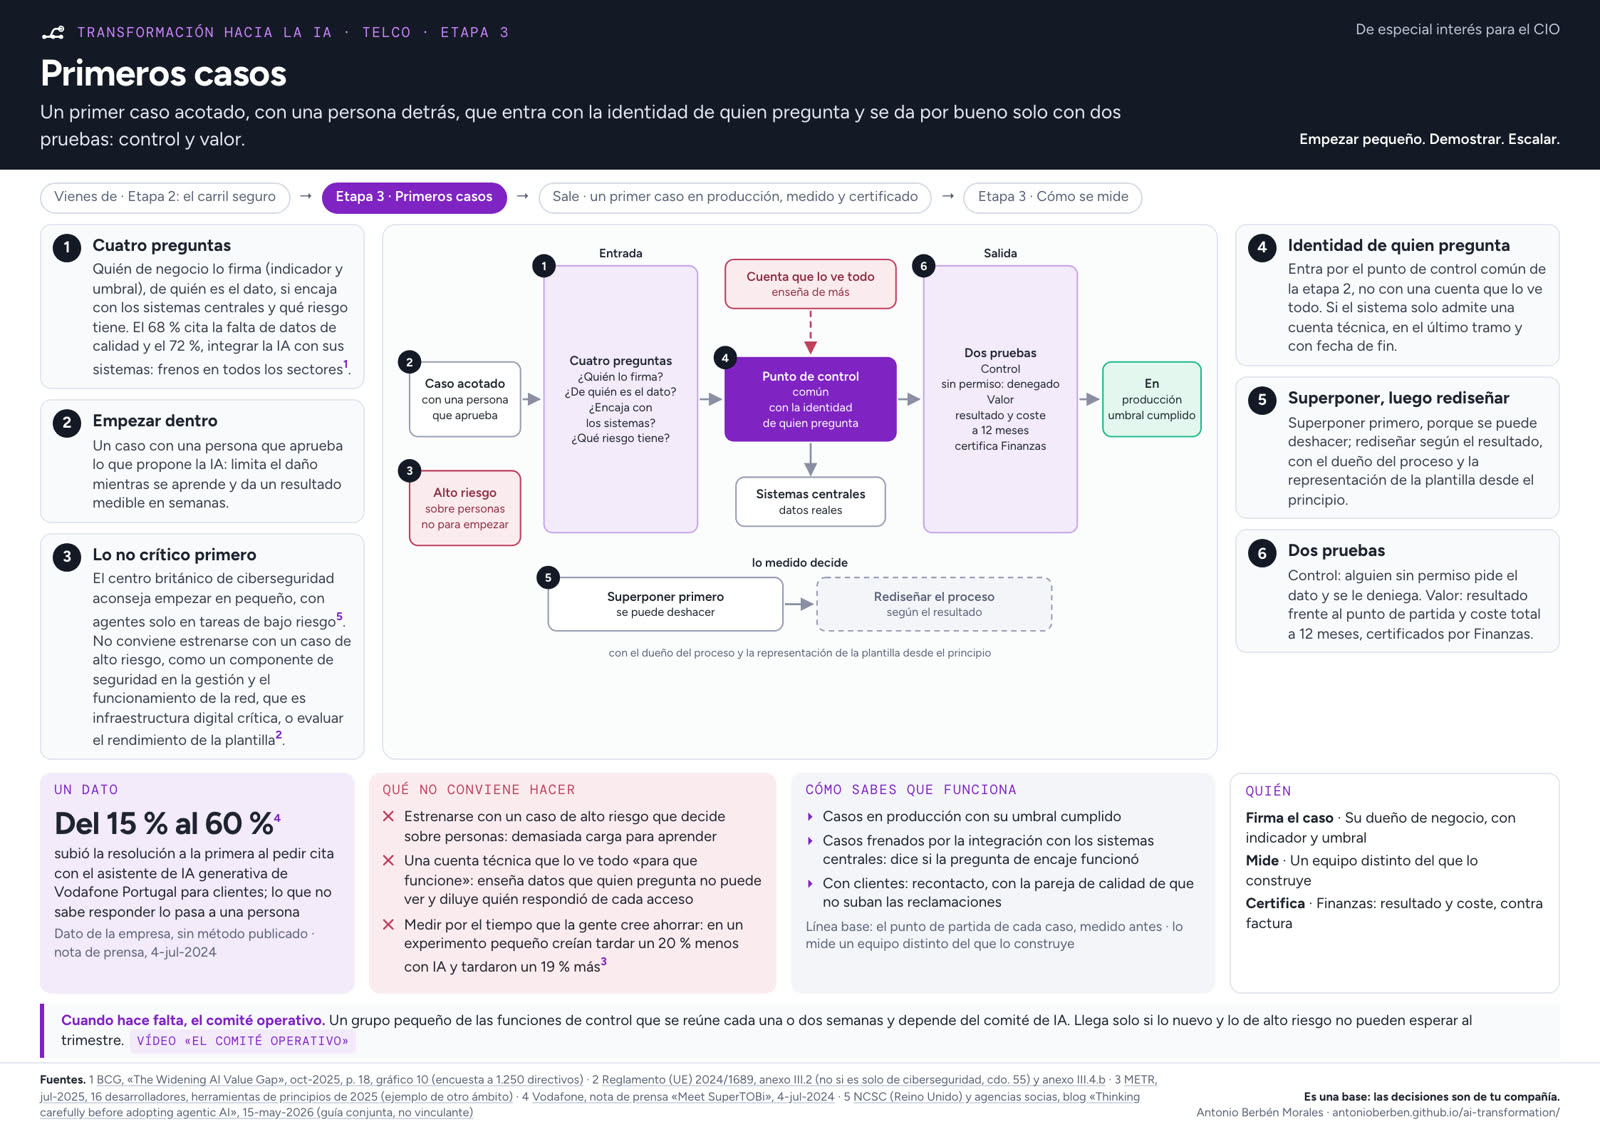 TRANSFORMACIÓN HACIA LA IA · TELCO · ETAPA 3
De especial interés para el CIO
Primeros casos
Un primer caso acotado, con una persona detrás, que entra con la identidad de quien pregunta y se da por bueno solo con dos
pruebas: control y valor.
Empezar pequeño. Demostrar. Escalar.
Vienes de · Etapa 2: el carril seguro → Etapa 3 · Primeros casos → Sale · un primer caso en producción, medido y certificado → Etapa 3 · Cómo se mide
1 Cuatro preguntas
Quién de negocio lo firma (indicador y
umbral), de quién es el dato, si encaja
con los sistemas centrales y qué riesgo
tiene. El 68 % cita la falta de datos de
calidad y el 72 %, integrar la IA con sus
sistemas: frenos en todos los sectores1.
2 Empezar dentro
Un caso con una persona que aprueba
lo que propone la IA: limita el daño
mientras se aprende y da un resultado
medible en semanas.
3 Lo no crítico primero
El centro británico de ciberseguridad
aconseja empezar en pequeño, con
agentes solo en tareas de bajo riesgo5.
No conviene estrenarse con un caso de
alto riesgo, como un componente de
seguridad en la gestión y el
funcionamiento de la red, que es
infraestructura digital crítica, o evaluar
el rendimiento de la plantilla2.
2
Caso acotado
con una persona
que aprueba
3
Alto riesgo
sobre personas
no para empezar
Entrada
1
Cuatro preguntas
¿Quién lo firma?
¿De quién es el dato?
¿Encaja con
los sistemas?
¿Qué riesgo tiene?
Cuenta que lo ve todo
enseña de más
4
Punto de control
común
con la identidad
de quien pregunta
Sistemas centrales
datos reales
Salida
6
Dos pruebas
Control
sin permiso: denegado
Valor
resultado y coste
a 12 meses
certifica Finanzas
En
producción
umbral cumplido
lo medido decide
5
Superponer primero
se puede deshacer
Rediseñar el proceso
según el resultado
con el dueño del proceso y la representación de la plantilla desde el principio
4 Identidad de quien pregunta
Entra por el punto de control común de
la etapa 2, no con una cuenta que lo ve
todo. Si el sistema solo admite una
cuenta técnica, en el último tramo y
con fecha de fin.
5 Superponer, luego rediseñar
Superponer primero, porque se puede
deshacer; rediseñar según el resultado,
con el dueño del proceso y la
representación de la plantilla desde el
principio.
6 Dos pruebas
Control: alguien sin permiso pide el
dato y se le deniega. Valor: resultado
frente al punto de partida y coste total
a 12 meses, certificados por Finanzas.
UN DATO
Del 15 % al 60 %4
subió la resolución a la primera al pedir cita
con el asistente de IA generativa de
Vodafone Portugal para clientes; lo que no
sabe responder lo pasa a una persona
Dato de la empresa, sin método publicado ·
nota de prensa, 4-jul-2024
QUÉ NO CONVIENE HACER
Estrenarse con un caso de alto riesgo que decide
sobre personas: demasiada carga para aprender
Una cuenta técnica que lo ve todo «para que
funcione»: enseña datos que quien pregunta no puede
ver y diluye quién respondió de cada acceso
Medir por el tiempo que la gente cree ahorrar: en un
experimento pequeño creían tardar un 20 % menos
con IA y tardaron un 19 % más3
CÓMO SABES QUE FUNCIONA
Casos en producción con su umbral cumplido
Casos frenados por la integración con los sistemas
centrales: dice si la pregunta de encaje funcionó
Con clientes: recontacto, con la pareja de calidad de que
no suban las reclamaciones
Línea base: el punto de partida de cada caso, medido antes · lo
mide un equipo distinto del que lo construye
QUIÉN
Firma el caso · Su dueño de negocio, con
indicador y umbral
Mide · Un equipo distinto del que lo
construye
Certifica · Finanzas: resultado y coste, contra
factura
Cuando hace falta, el comité operativo. Un grupo pequeño de las funciones de control que se reúne cada una o dos semanas y depende del comité de IA. Llega solo si lo nuevo y lo de alto riesgo no pueden esperar al
trimestre. VÍDEO «EL COMITÉ OPERATIVO»
Fuentes. 1 BCG, «The Widening AI Value Gap», oct-2025, p. 18, gráfico 10 (encuesta a 1.250 directivos) · 2 Reglamento (UE) 2024/1689, anexo III.2 (no si es solo de ciberseguridad, cdo. 55) y anexo III.4.b · 3 METR,
jul-2025, 16 desarrolladores, herramientas de principios de 2025 (ejemplo de otro ámbito) · 4 Vodafone, nota de prensa «Meet SuperTOBi», 4-jul-2024 · 5 NCSC (Reino Unido) y agencias socias, blog «Thinking
carefully before adopting agentic AI», 15-may-2026 (guía conjunta, no vinculante)
Es una base: las decisiones son de tu compañía.
Antonio Berbén Morales · antonioberben.github.io/ai-transformation/